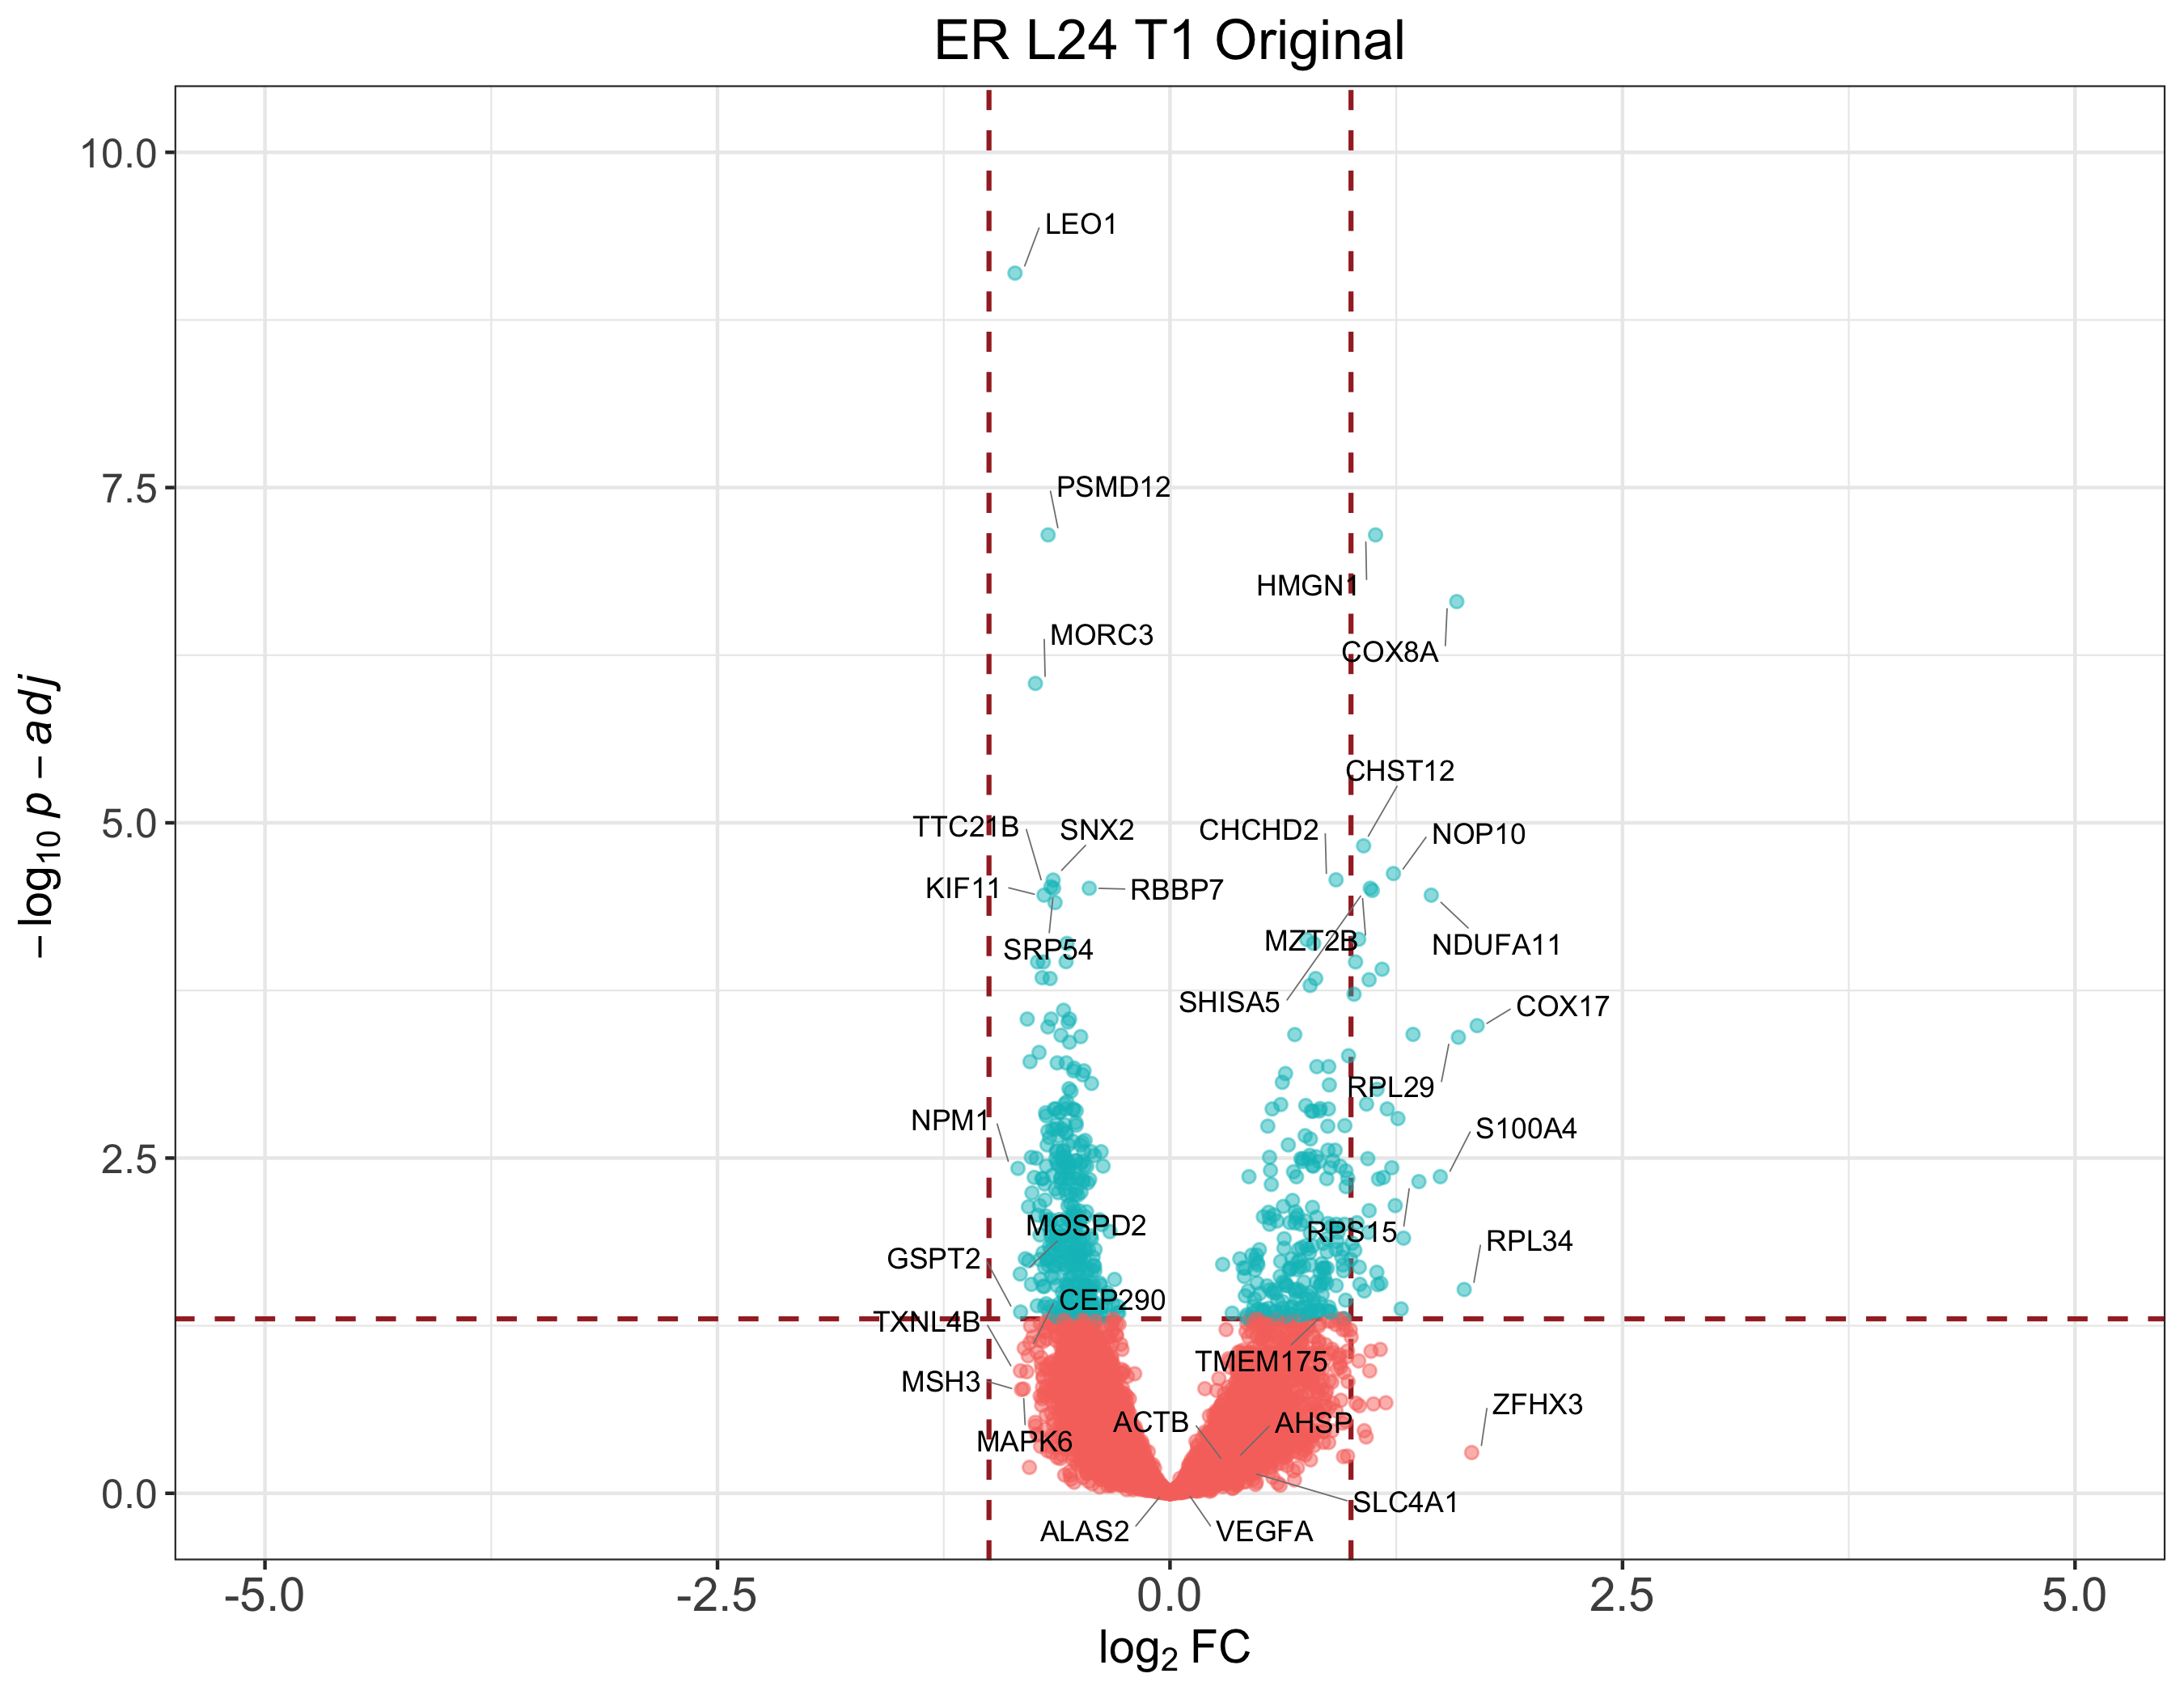 ER L24 T1 Original
10.0
LEO1
7.5
PSMD12
HMGN1
MORC3
COX8A
CHST12
5.0
TTC21B
SNX2
CHCHD2
NOP10
KIF11
RBBP7
SRP54
MZT2B
NDUFA11
SHISA5
COX17
RPL29
NPM1
S100A4
2.5
MOSPD2
RPS15
RPL34
GSPT2
CEP290
TXNL4B
TMEM175
MSH3
ZFHX3
ACTB
AHSP
MAPK6
0.0
SLC4A1
ALAS2
VEGFA
-5.0
-2.5
0.0
2.5
5.0
log2 FC
−log10 p − adj